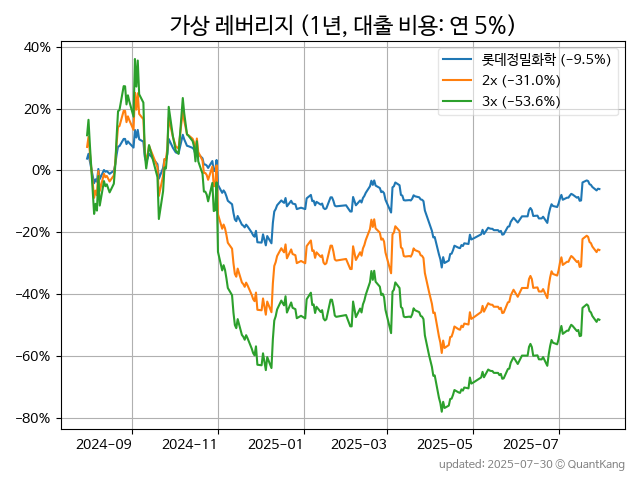 가상 레버리지 (1년, 대출 비용: 연 5%)
롯데정밀화학 (−9.5%)
2x (−31.0%)
3x (−53.6%)
40%
20%
0%
−20%
−40%
−60%
−80%
2024-09 2024-11 2025-01 2025-03 2025-05 2025-07
updated: 2025-07-30 © QuantKang